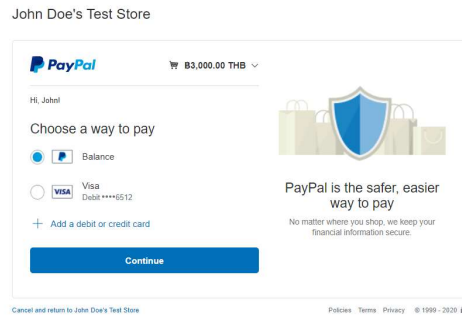 John Doe's Test Store
PayPal
฿3,000.00 THB
Hi, John!
Choose a way to pay
Balance
VISA
Visa
Debit ••••6512
+ Add a debit or credit card
Continue
PayPal is the safer, easier
way to pay
No matter where you shop, we keep your
financial information secure.
Cancel and return to John Doe's Test Store
Policies Terms Privacy © 1999 - 2020